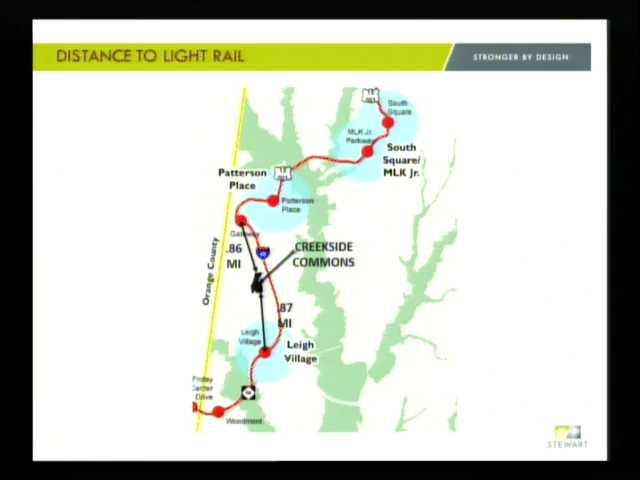 DISTANCE TO LIGHT RAIL
STRONGER BY DESIGN
South
Square
MLK Jr.
Parkway
South
Square/
MLK Jr.
Patterson
Place
Patterson
Place
Gateway
.86
MI
CREEKSIDE
COMMONS
Orange County
.87
MI
Leigh
Village
Leigh
Village
Friday
Center
Drive
Woodmont
STEWART